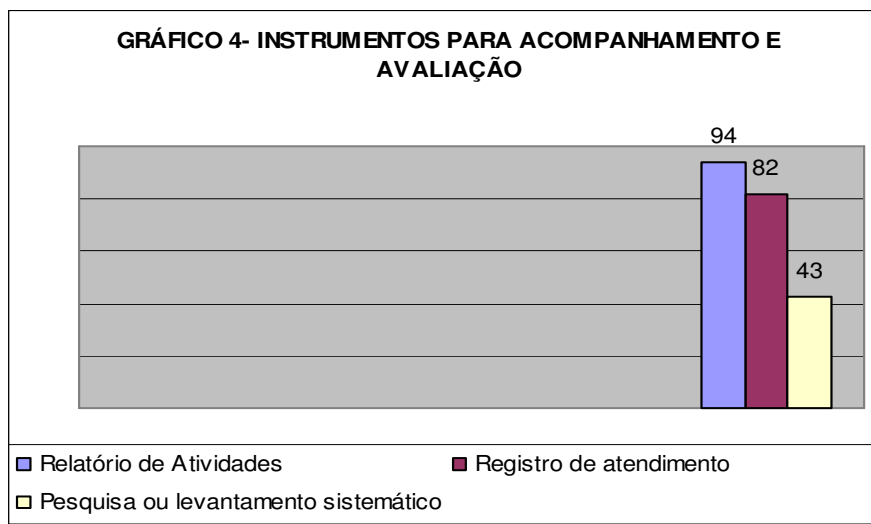 GRÁFICO 4- INSTRUMENTOS PARA ACOMPANHAMENTO E
AVALIAÇÃO
94
82
43
Relatório de Atividades
Registro de atendimento
Pesquisa ou levantamento sistemático